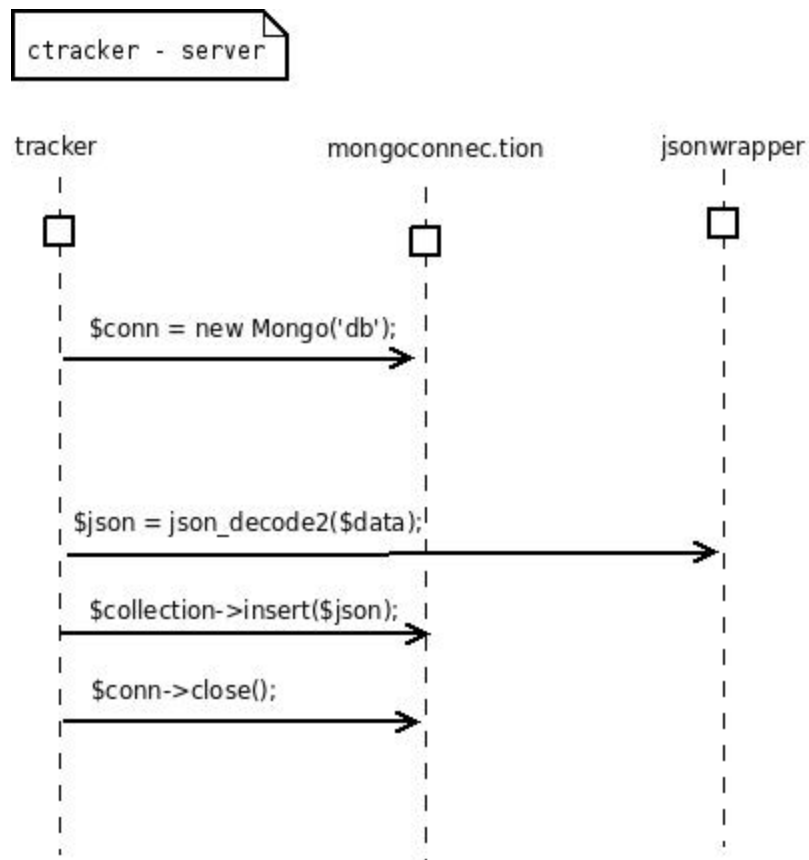 ctracker - server
tracker
mongoconnec.tion
jsonwrapper
$conn = new Mongo('db');
$json = json_decode2($data);
$collection->insert($json);
$conn->close();